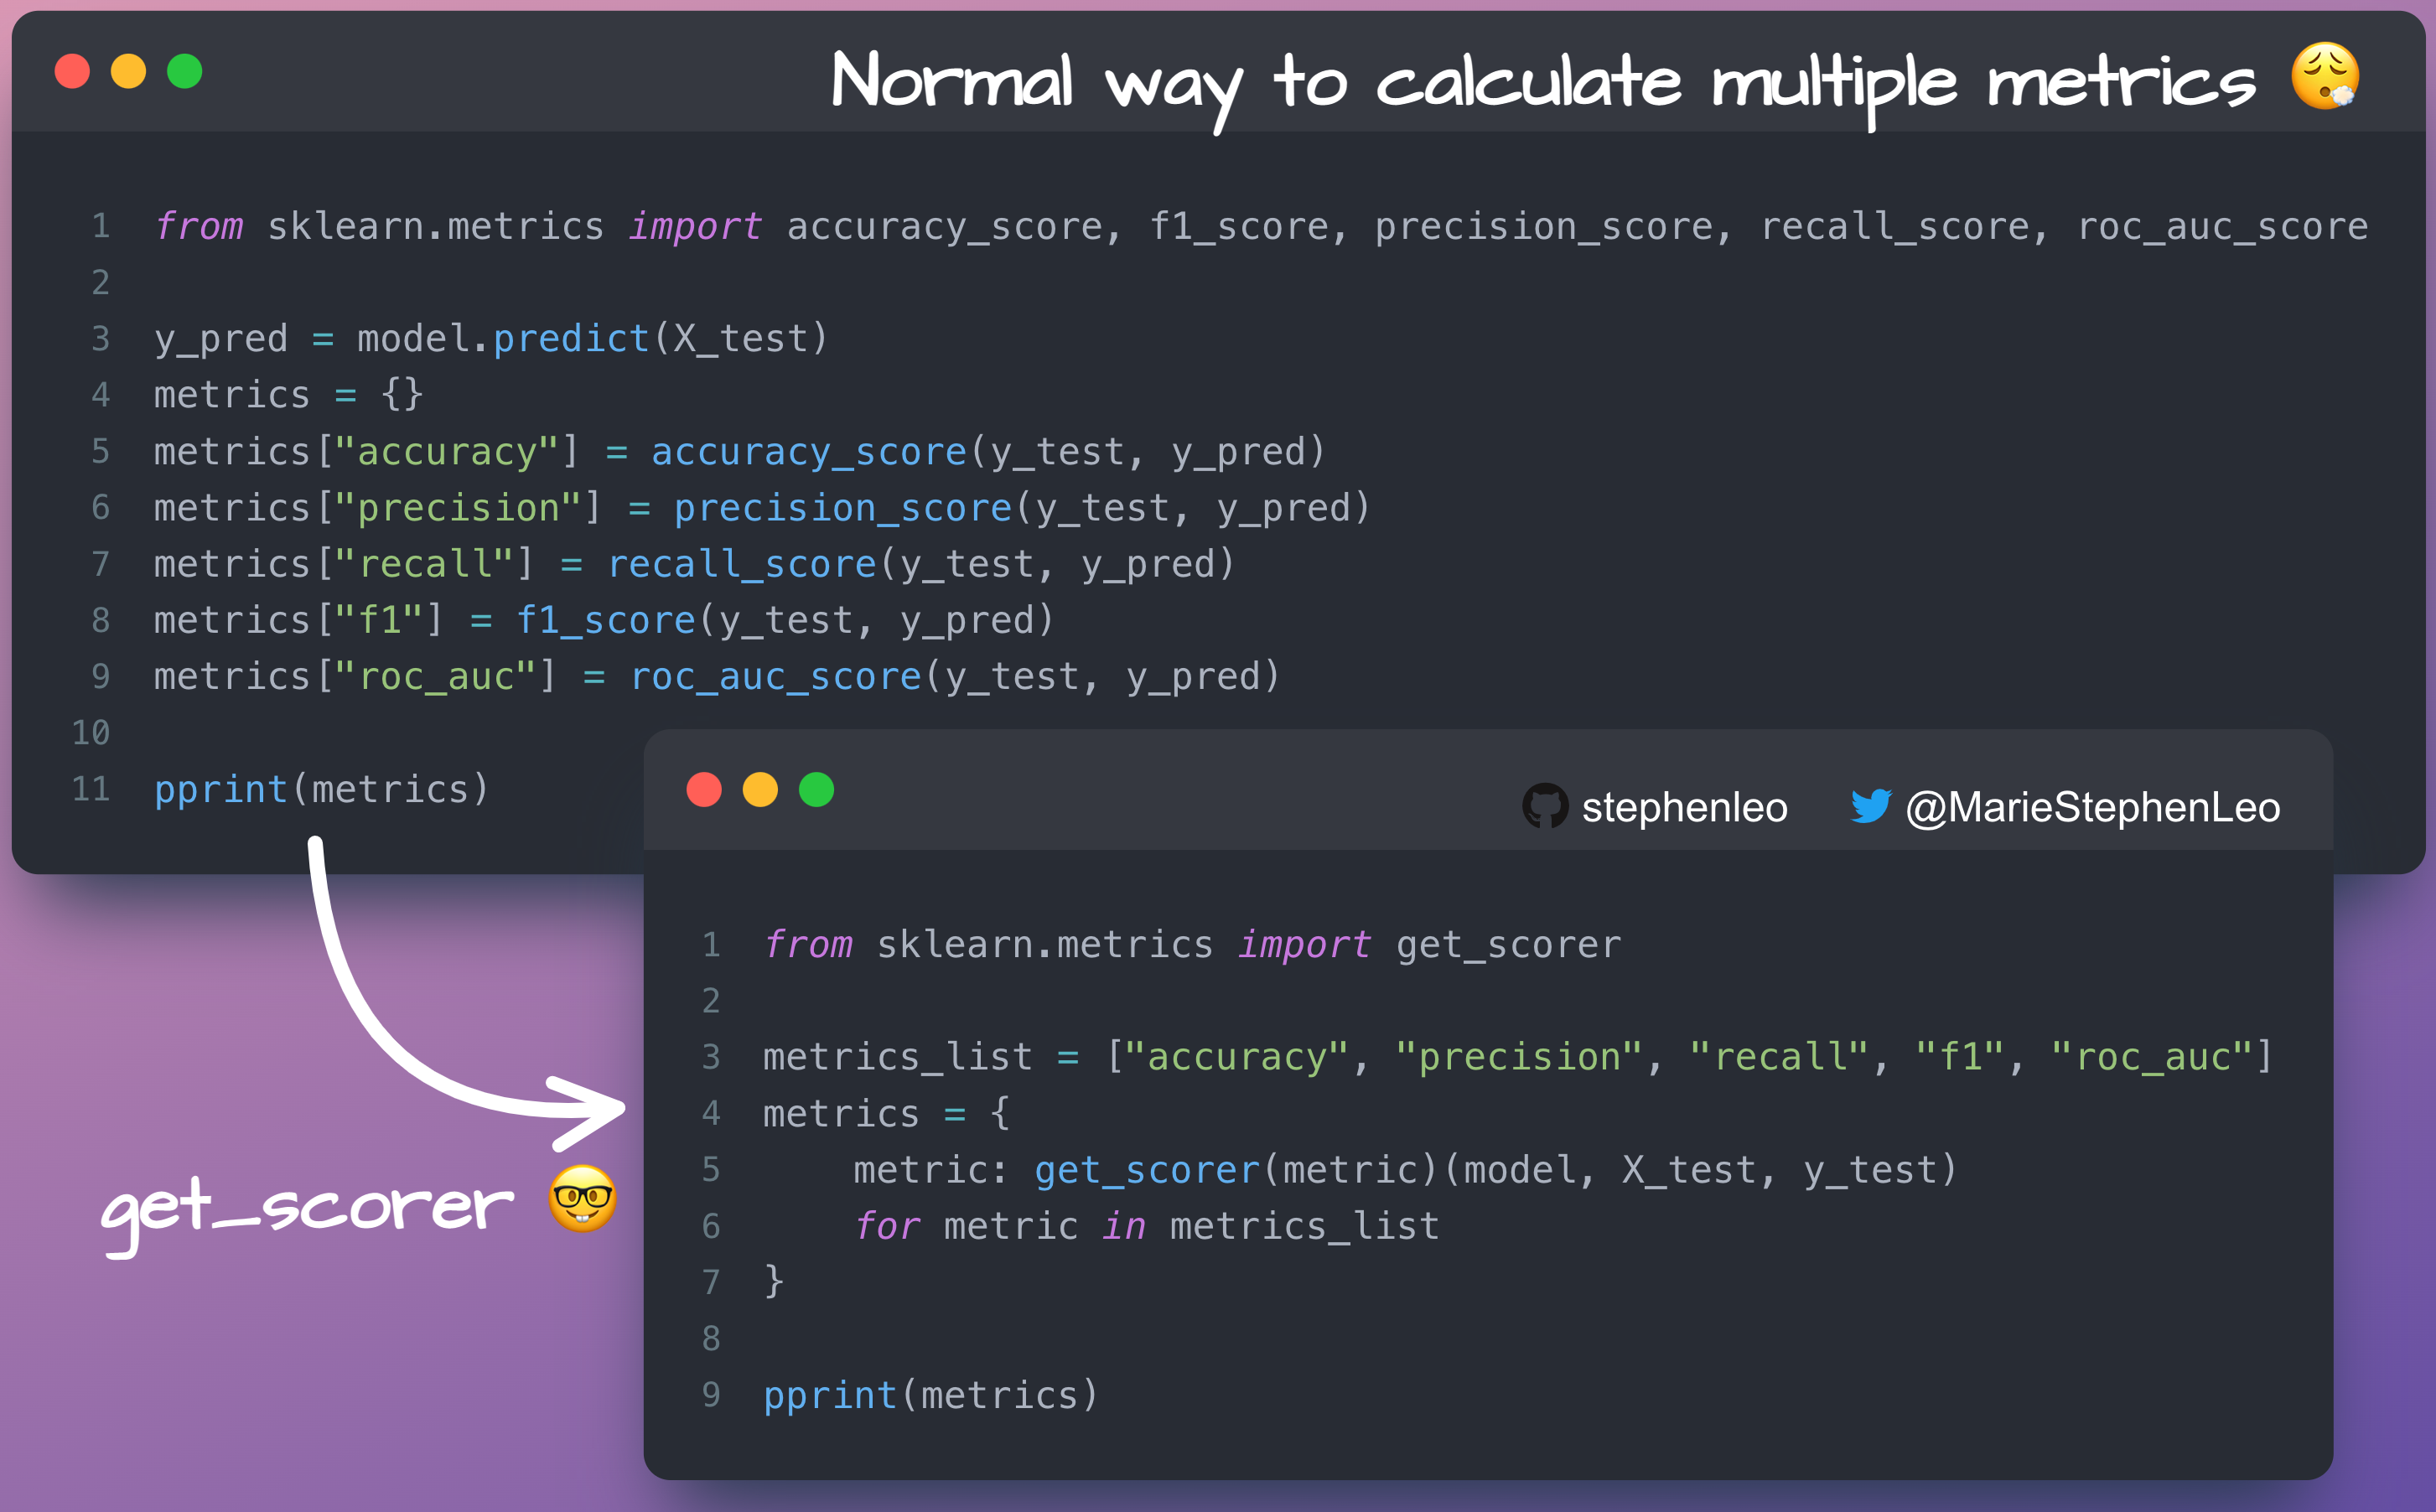 Normal way to calculate multiple metrics 😮‍💨
1 from sklearn.metrics import accuracy_score, f1_score, precision_score, recall_score, roc_auc_score
2
3 y_pred = model.predict(X_test)
4 metrics = {}
5 metrics["accuracy"] = accuracy_score(y_test, y_pred)
6 metrics["precision"] = precision_score(y_test, y_pred)
7 metrics["recall"] = recall_score(y_test, y_pred)
8 metrics["f1"] = f1_score(y_test, y_pred)
9 metrics["roc_auc"] = roc_auc_score(y_test, y_pred)
10
11 pprint(metrics)
get_scorer 🤓
stephenleo @MarieStephenLeo
1 from sklearn.metrics import get_scorer
2
3 metrics_list = ["accuracy", "precision", "recall", "f1", "roc_auc"]
4 metrics = {
5     metric: get_scorer(metric)(model, X_test, y_test)
6     for metric in metrics_list
7 }
8
9 pprint(metrics)